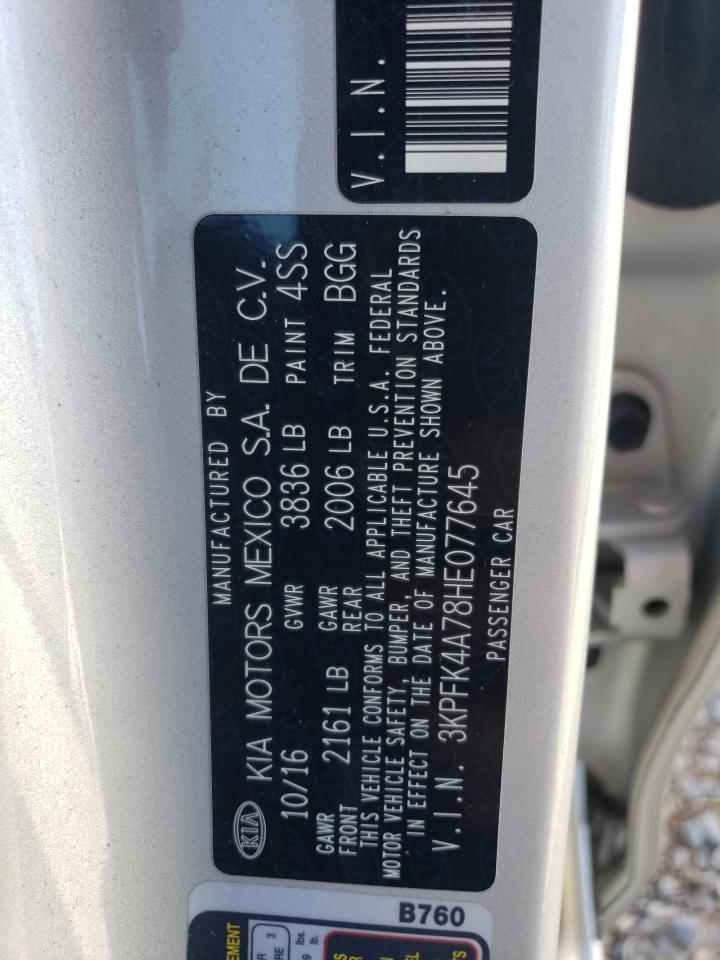 V.I.N.
MANUFACTURED BY
KIA KIA MOTORS MEXICO S.A. DE C.V.
10/16 GVWR 3836 LB PAINT 4SS
GAWR FRONT 2161 LB GAWR REAR 2006 LB TRIM BGG
THIS VEHICLE CONFORMS TO ALL APPLICABLE U.S.A. FEDERAL
MOTOR VEHICLE SAFETY, BUMPER, AND THEFT PREVENTION STANDARDS
IN EFFECT ON THE DATE OF MANUFACTURE SHOWN ABOVE.
V.I.N. 3KPFK4A78HE077645
PASSENGER CAR
B760